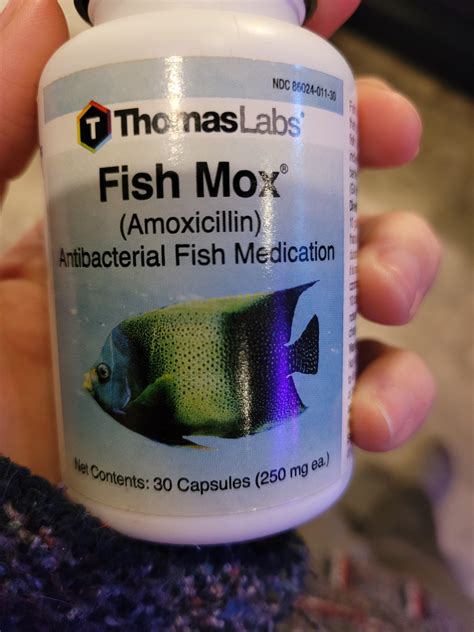 NDC 86024-011-30
T ThomasLabs®
Fish Mox®
(Amoxicillin)
Antibacterial Fish Medication
Net Contents: 30 Capsules (250 mg ea.)